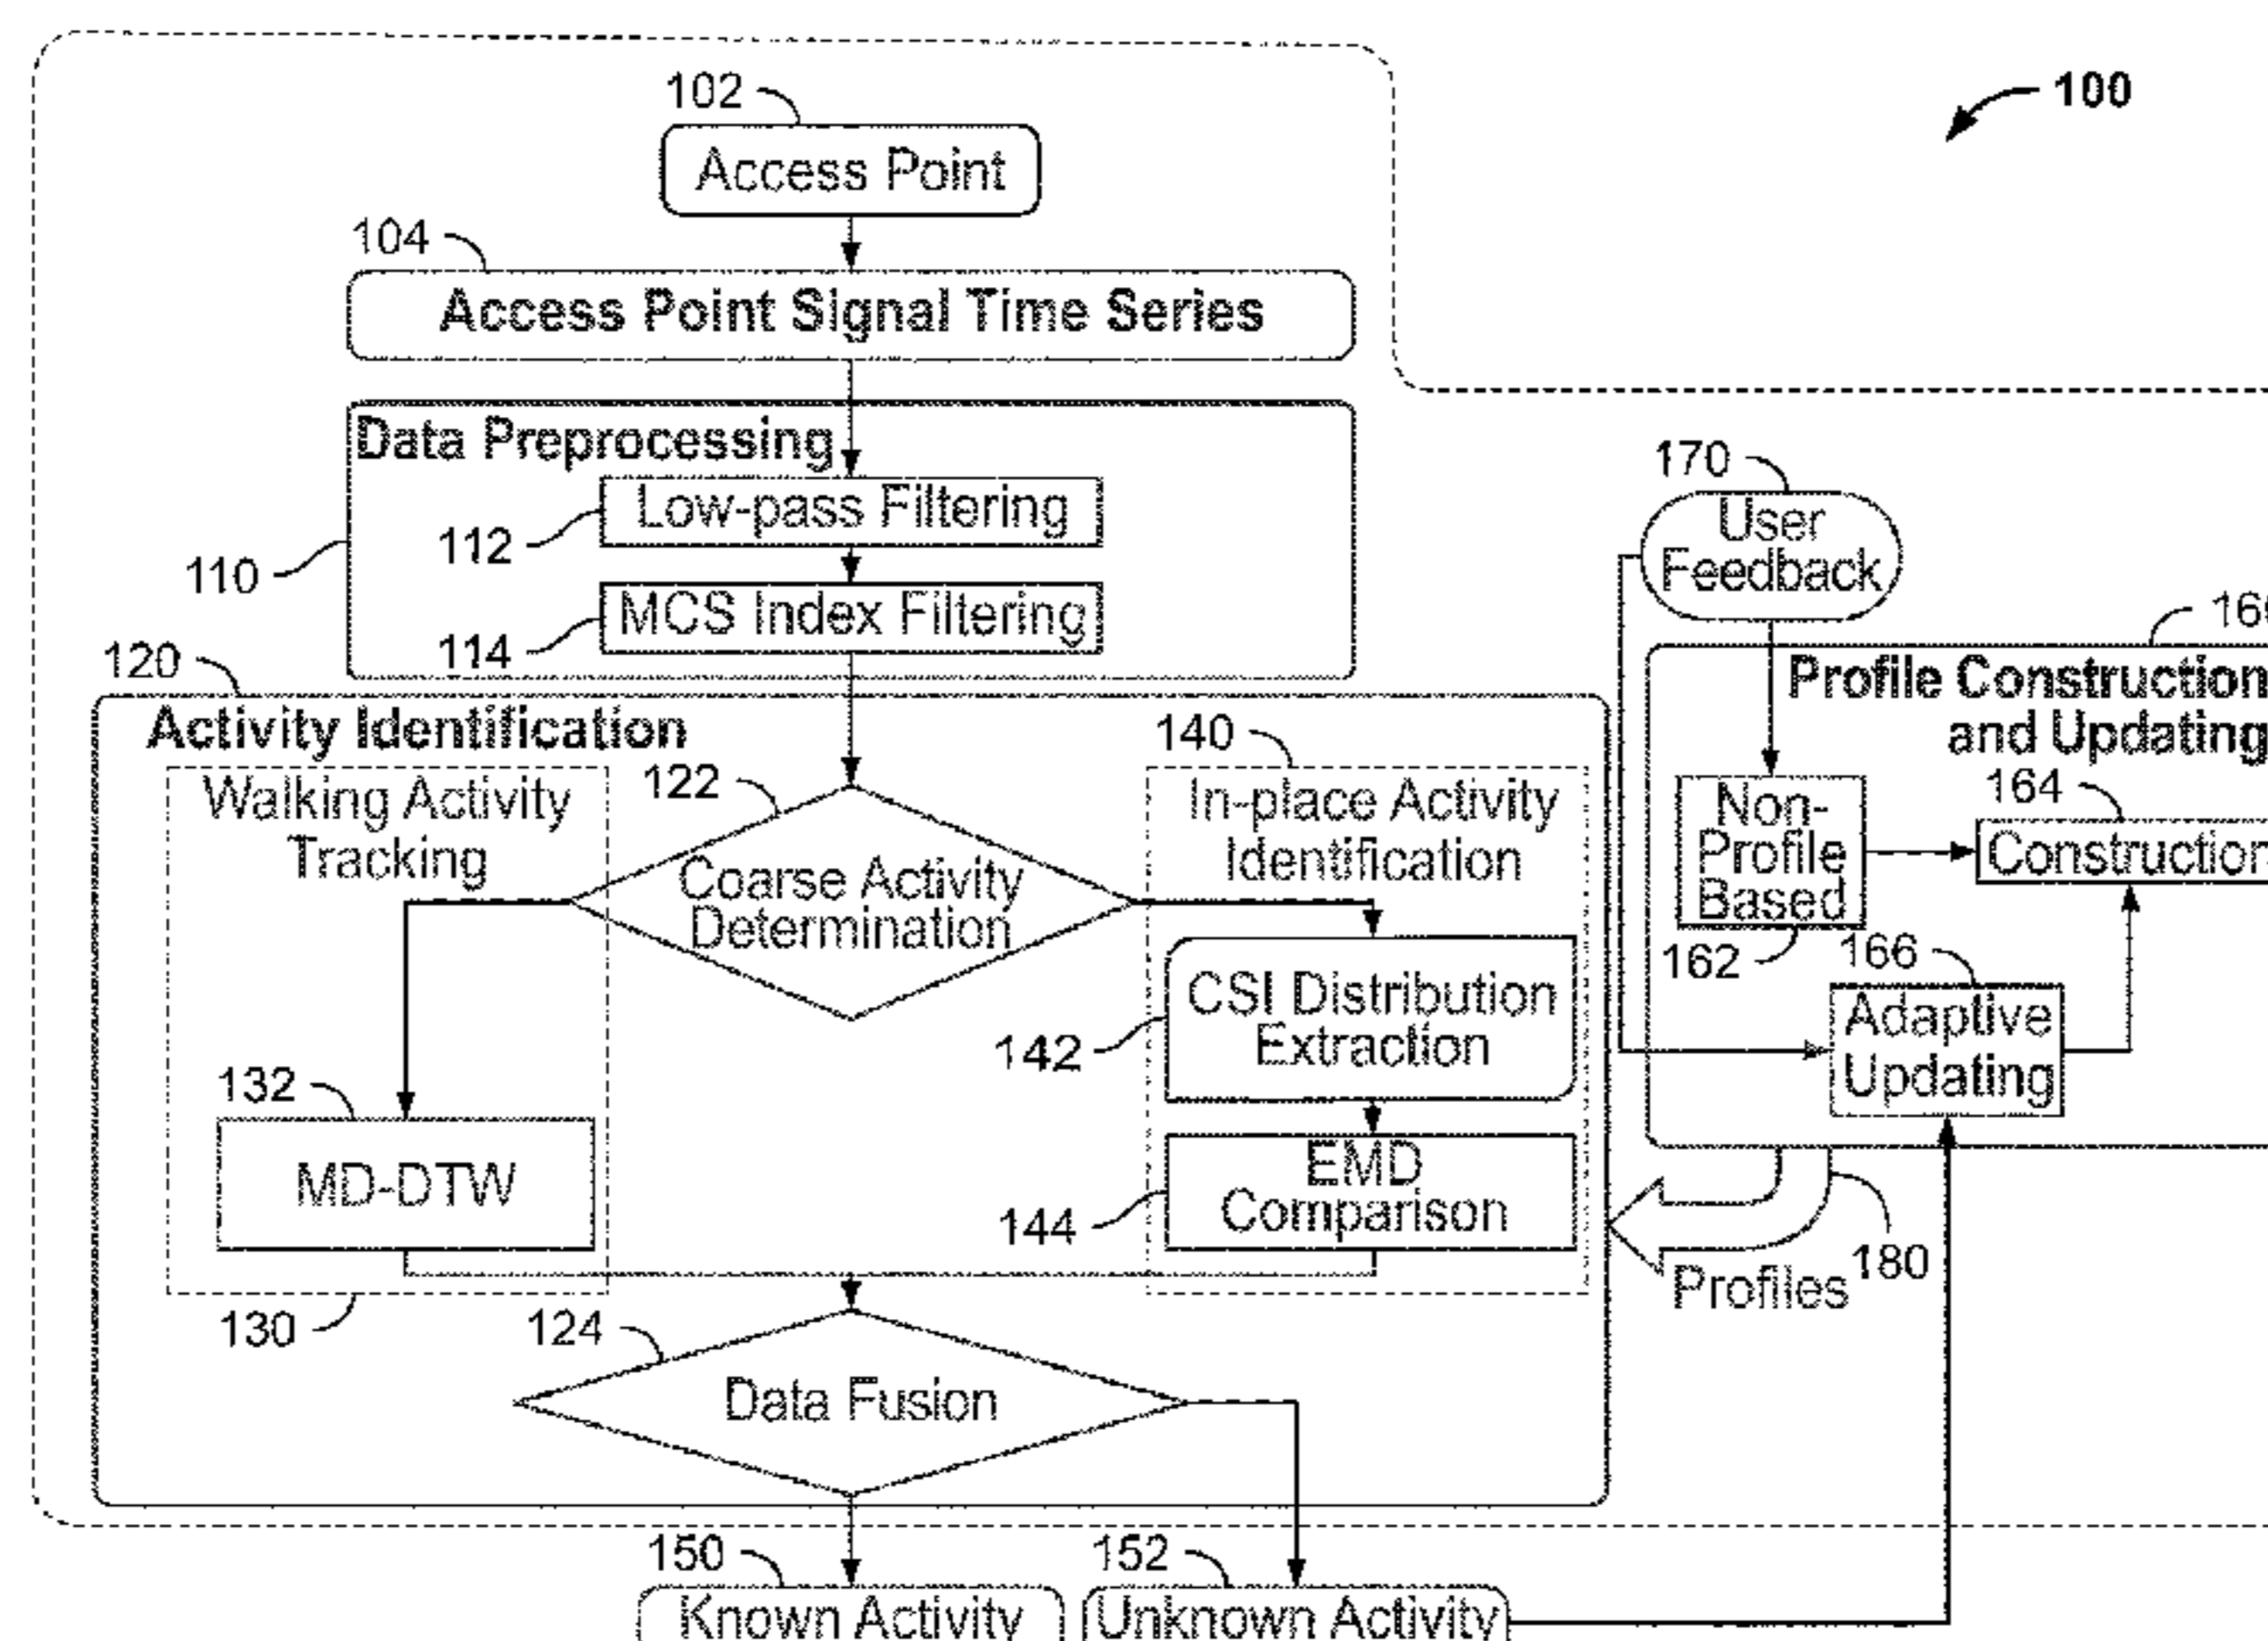 102
100
Access Point
104
Access Point Signal Time Series
Data Preprocessing
Low-pass Filtering
112
110
MCS Index Filtering
114
170
User
Feedback
Profile Construction
and Updating
120
Activity Identification
Walking Activity
Tracking
122
Coarse Activity
Determination
140
In-place Activity
Identification
Non-
Profile
Based
162
164
Construction
166
Adaptive
Updating
CSI Distribution
Extraction
142
132
MD-DTW
EMD
Comparison
144
180
Profiles
130
124
Data Fusion
150
152
Known Activity
Unknown Activity